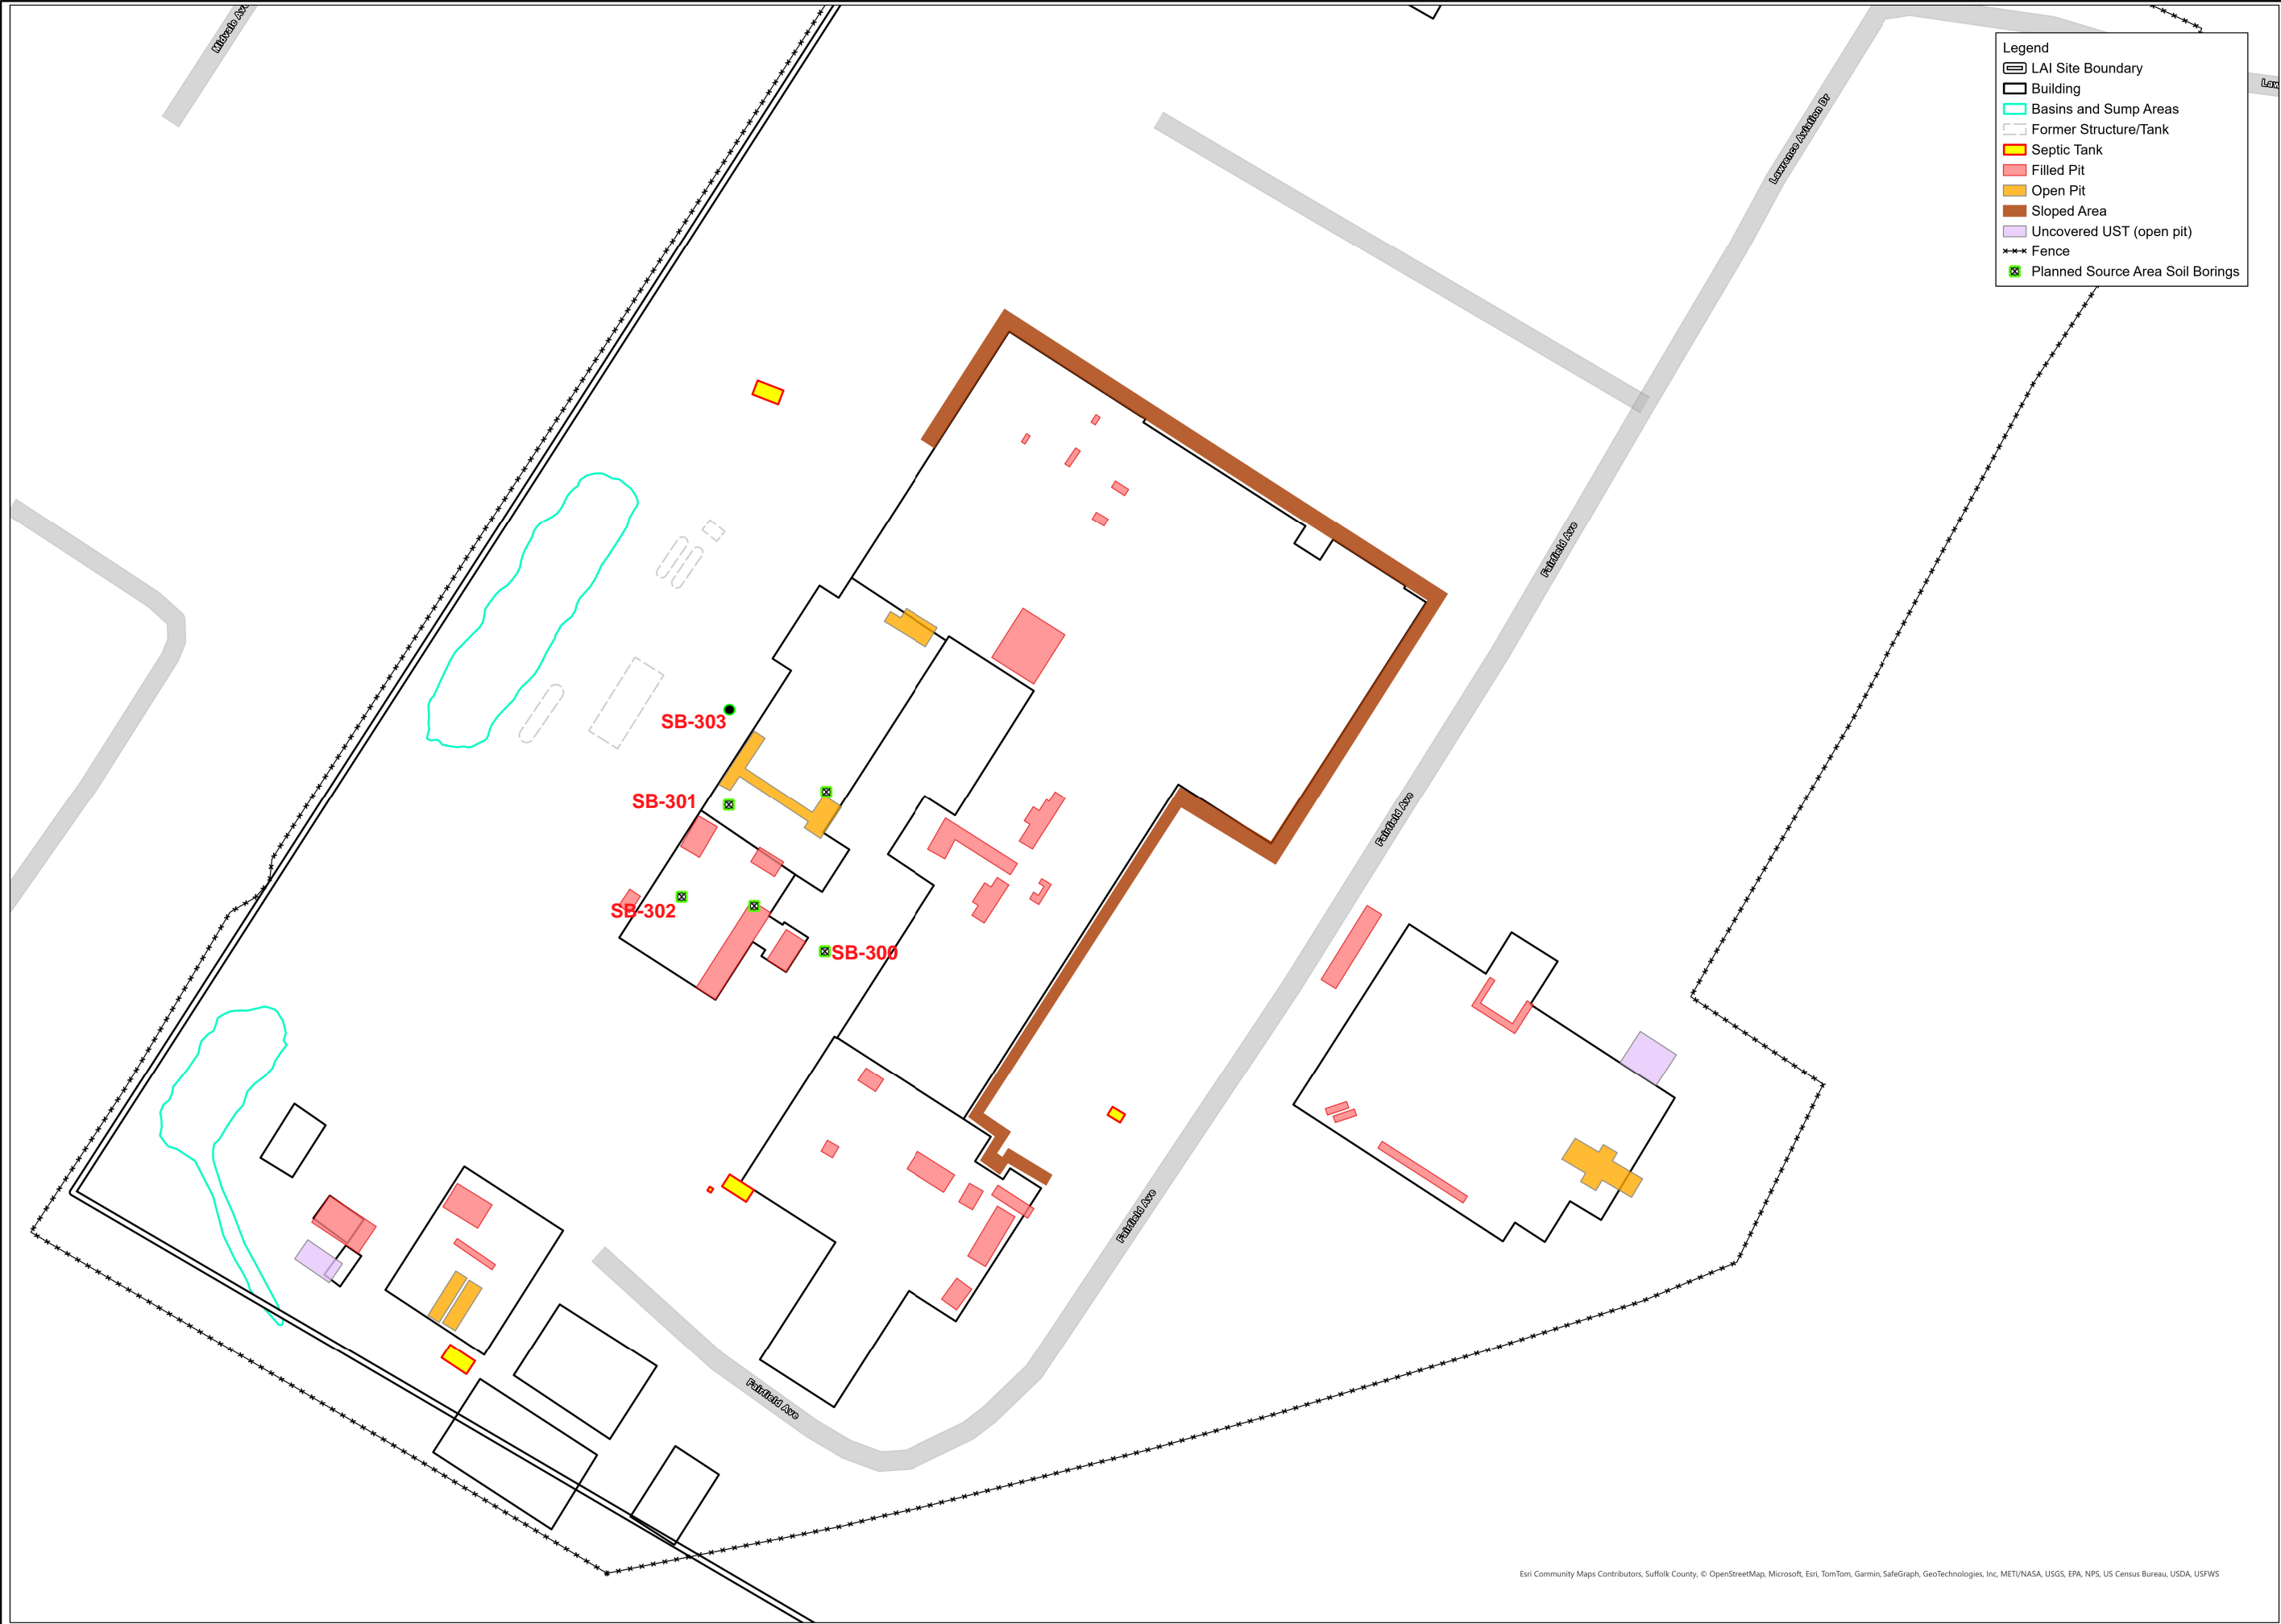 Midvale Ave
Legend
LAI Site Boundary
Building
Basins and Sump Areas
Former Structure/Tank
Septic Tank
Filled Pit
Open Pit
Sloped Area
Uncovered UST (open pit)
Fence
Planned Source Area Soil Borings
Law
Lawrence Aviation Dr
Fairfield Ave
SB-303
SB-301
Fairfield Ave
SB-302
SB-300
Fairfield Ave
Fairfield Ave
Esri Community Maps Contributors, Suffolk County, © OpenStreetMap, Microsoft, Esri, TomTom, Garmin, SafeGraph, GeoTechnologies, Inc, METI/NASA, USGS, EPA, NPS, US Census Bureau, USDA, USFWS